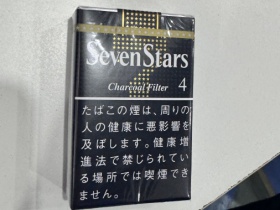 Seven Stars
Charcoal Filter 4
たばこの煙は、周りの
人の健康に悪影響を
及ぼします。健康増
進法で禁じられてい
る場所では喫煙でき
ません。